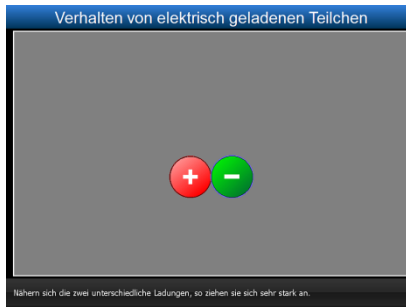 Verhalten von elektrisch geladenen Teilchen
+ −
Nähern sich die zwei unterschiedliche Ladungen, so ziehen sie sich sehr stark an.